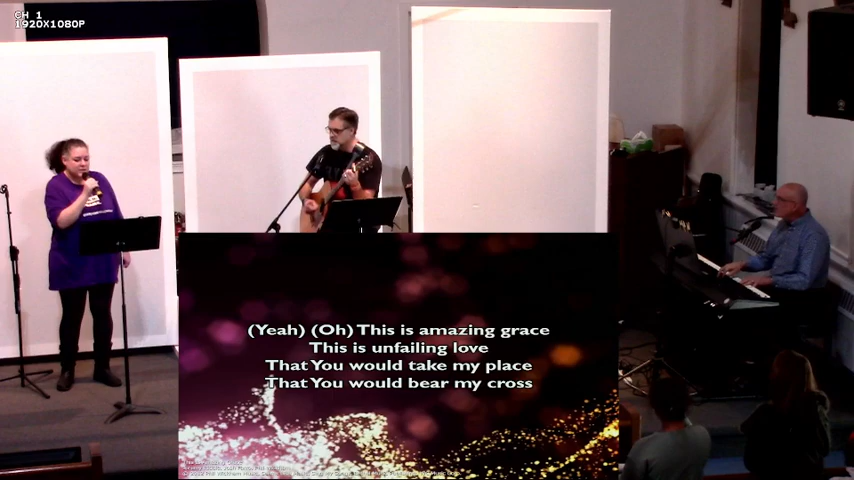 CH 1
1920X1080P
(Yeah) (Oh) This is amazing grace
This is unfailing love
That You would take my place
That You would bear my cross